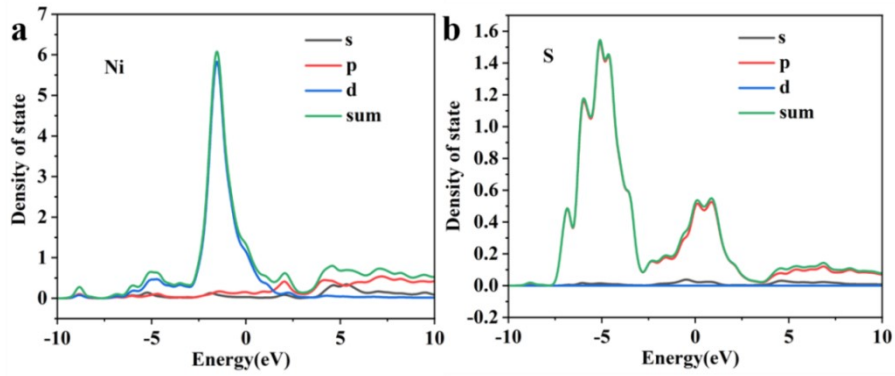 a
7
6
5
4
3
2
1
0
Density of state
Ni
s
p
d
sum
-10
-5
0
5
10
Energy(eV)
b
1.6
1.4
1.2
1.0
0.8
0.6
0.4
0.2
0.0
-0.2
Density of state
S
s
p
d
sum
-10
-5
0
5
10
Energy(eV)